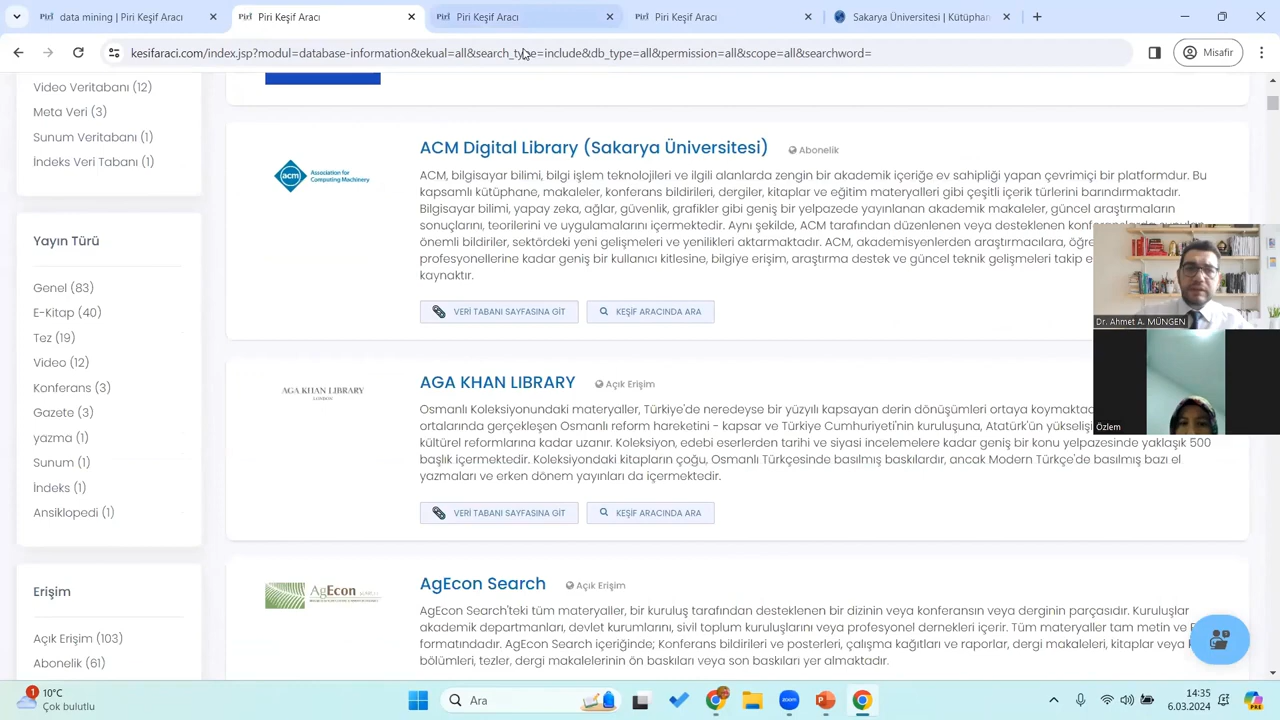 data mining | Piri Keşif Aracı
Piri Keşif Aracı
Piri Keşif Aracı
Piri Keşif Aracı
Sakarya Üniversitesi | Kütüphan
kesifaraci.com/index.jsp?modul=database-information&ekual=all&search_type=include&db_type=all&permission=all&scope=all&searchword=
Misafir
Video Veritabanı (12)
Meta Veri (3)
Sunum Veritabanı (1)
İndeks Veri Tabanı (1)
Yayın Türü
Genel (83)
E-Kitap (40)
Tez (19)
Video (12)
Konferans (3)
Gazete (3)
yazma (1)
Sunum (1)
İndeks (1)
Ansiklopedi (1)
Erişim
Açık Erişim (103)
Abonelik (61)
acm
Association for
Computing Machinery
ACM Digital Library (Sakarya Üniversitesi)
Abonelik
ACM, bilgisayar bilimi, bilgi işlem teknolojileri ve ilgili alanlarda zengin bir akademik içeriğe ev sahipliği yapan çevrimiçi bir platformdur. Bu
kapsamlı kütüphane, makaleler, konferans bildirileri, dergiler, kitaplar ve eğitim materyalleri gibi çeşitli içerik türlerini barındırmaktadır.
Bilgisayar bilimi, yapay zeka, ağlar, güvenlik, grafikler gibi geniş bir yelpazede yayınlanan akademik makaleler, güncel araştırmaların
sonuçlarını, teorilerini ve uygulamalarını içermektedir. Aynı şekilde, ACM tarafından düzenlenen veya desteklenen
önemli bildiriler, sektördeki yeni gelişmeleri ve yenilikleri aktarmaktadır. ACM, akademisyenlerden araştırmacılara,
profesyonellerine kadar geniş bir kullanıcı kitlesine, bilgiye erişim, araştırma destek ve güncel teknik gelişmeleri takip
kaynaktır.
VERİ TABANI SAYFASINA GİT
KEŞİF ARACINDA ARA
AGA KHAN LIBRARY
LONDON
AGA KHAN LIBRARY
Açık Erişim
Osmanlı Koleksiyonundaki materyaller, Türkiye'de neredeyse bir yüzyılı kapsayan derin dönüşümleri ortaya
ortalarında gerçekleşen Osmanlı reform hareketini - kapsar ve Türkiye Cumhuriyeti'nin kuruluşuna, Atatürk'ün
kültürel reformlarına kadar uzanır. Koleksiyon, edebi eserlerden tarihi ve siyasi incelemelere kadar geniş bir konu yelpazesinde yaklaşık 500
başlık içermektedir. Koleksiyondaki kitapların çoğu, Osmanlı Türkçesinde basılmış baskılardır, ancak Modern Türkçe'de basılmış bazı el
yazmaları ve erken dönem yayınları da içermektedir.
VERİ TABANI SAYFASINA GİT
KEŞİF ARACINDA ARA
AgEcon
AgEcon Search
Açık Erişim
AgEcon Search'teki tüm materyaller, bir kuruluş tarafından desteklenen bir dizinin veya konferansın veya derginin parçasıdır. Kuruluşlar
akademik departmanları, devlet kurumlarını, sivil toplum kuruluşlarını veya profesyonel dernekleri içerir. Tüm materyaller tam metin ve
formatındadır. AgEcon Search içeriğinde; Konferans bildirileri ve posterleri, çalışma kağıtları ve raporlar, dergi makaleleri, kitaplar veya
bölümleri, tezler, dergi makalelerinin ön baskıları veya son baskıları yer almaktadır.
Dr. Ahmet A. MÜNGEN
Özlem
1
10°C
Çok bulutlu
Ara
zoom
14:35
6.03.2024
PRE